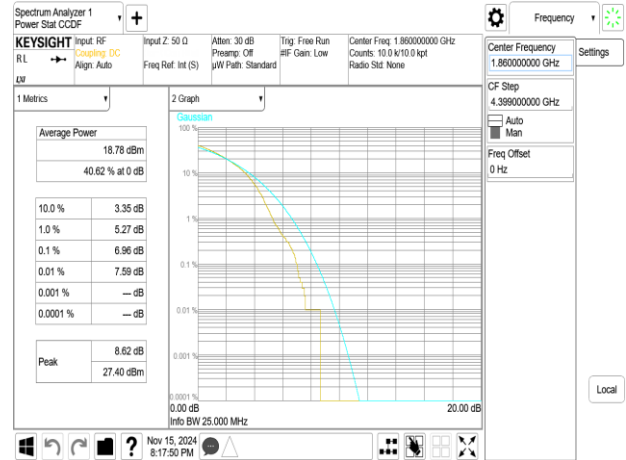 Spectrum Analyzer 1
Power Stat CCDF
Frequency
KEYSIGHT
RL
Input: RF
Coupling: DC
Align: Auto
Input Z: 50 Ω
Freq Ref: Int (S)
Atten: 30 dB
Preamp: Off
µW Path: Standard
Trig: Free Run
#IF Gain: Low
Center Freq: 1.860000000 GHz
Counts: 10.0 k/10.0 kpt
Radio Std: None
Center Frequency
1.860000000 GHz
Settings
CF Step
4.399000000 GHz
Auto
Man
Freq Offset
0 Hz
1 Metrics
Average Power
18.78 dBm
40.62 % at 0 dB
10.0 % 3.35 dB
1.0 % 5.27 dB
0.1 % 6.96 dB
0.01 % 7.59 dB
0.001 % --- dB
0.0001 % --- dB
Peak
8.62 dB
27.40 dBm
2 Graph
Gaussian
100 %
10 %
1 %
0.1 %
0.01 %
0.001 %
0.0001 %
0.00 dB
20.00 dB
Info BW 25.000 MHz
Local
?
Nov 15, 2024
8:17:50 PM